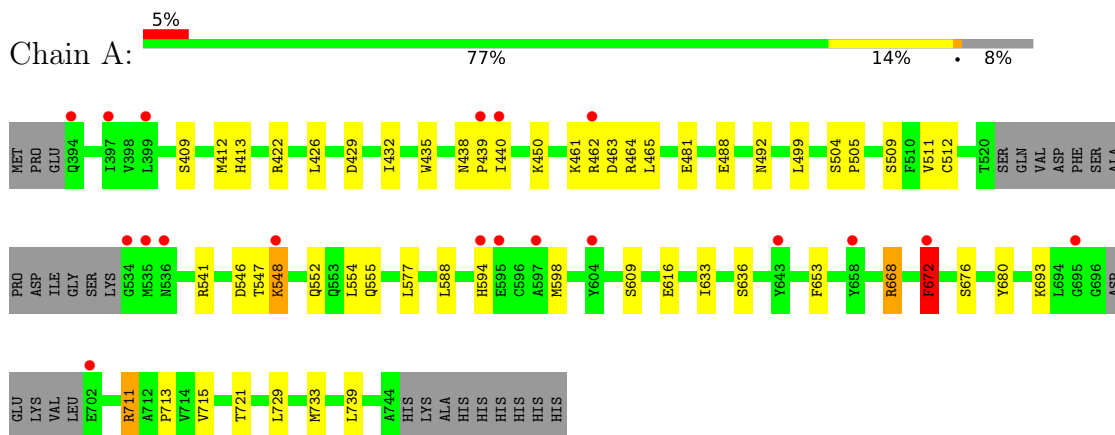 5%
Chain A:
77% 14% • 8%
MET PRO GLU Q394 I397 V398 L399 S409 M412 H413 R422 L426 D429 I432 W435 N438 P439 I440 K450 K461 R462 D463 R464 L465 E481 E488 N492 L499 S504 P505 S509 F510 V511 C512 T520 SER GLN VAL ASP PHE SER ALA
PRO ASP ILE GLY SER LYS G534 M535 N536 R541 D546 T547 K548 Q552 Q553 L554 Q555 L577 L588 H594 E595 C596 A597 M598 Y604 S609 E616 I633 S636 Y643 F653 Y658 R668 F672 S676 Y680 K693 L694 G695 G696 ASP
GLU LYS VAL LEU E702 R711 A712 P713 V714 V715 T721 L729 M733 L739 A744 HIS LYS ALA HIS HIS HIS HIS HIS HIS